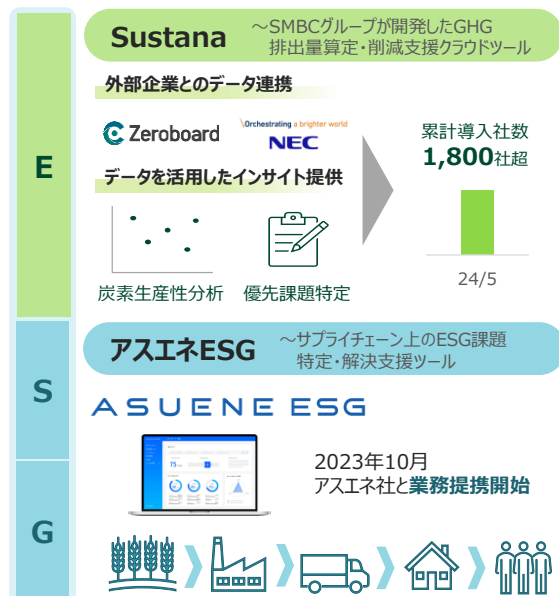 E
S
G
Sustana
～SMBCグループが開発したGHG
排出量算定・削減支援クラウドツール
外部企業とのデータ連携
Zeroboard
Orchestrating a brighter world
NEC
データを活用したインサイト提供
炭素生産性分析
優先課題特定
累計導入社数
1,800社超
24/5
アスエネESG
～サプライチェーン上のESG課題
特定・解決支援ツール
ASUENE ESG
75
2023年10月
アスエネ社と業務提携開始